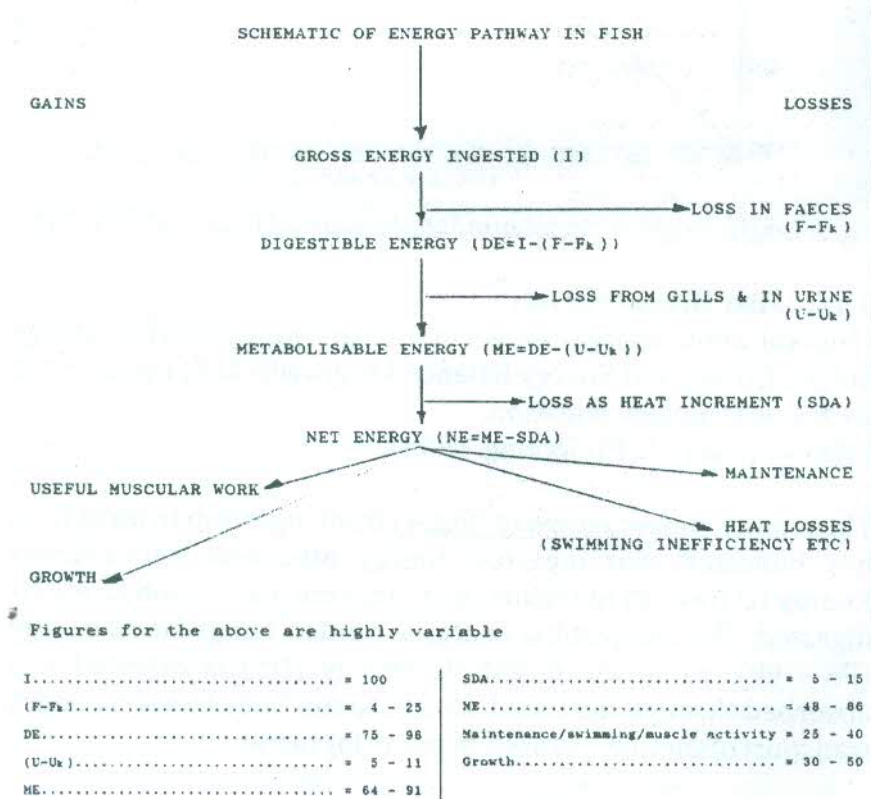 SCHEMATIC OF ENERGY PATHWAY IN FISH
GAINS
LOSSES
GROSS ENERGY INGESTED (I)
LOSS IN FAECES
(F-Fk)
DIGESTIBLE ENERGY (DE=I-(F-Fk))
LOSS FROM GILLS & IN URINE
(U-Uk)
METABOLISABLE ENERGY (ME=DE-(U-Uk))
LOSS AS HEAT INCREMENT (SDA)
NET ENERGY (NE=ME-SDA)
MAINTENANCE
USEFUL MUSCULAR WORK
HEAT LOSSES
(SWIMMING INEFFICIENCY ETC)
GROWTH
Figures for the above are highly variable
I................................ = 100
(F-Fk)........................... = 4 - 25
DE............................... = 75 - 96
(U-Uk)........................... = 5 - 11
ME............................... = 64 - 91
SDA.............................. = 5 - 15
NE............................... = 48 - 86
Maintenance/swimming/muscle activity = 25 - 40
Growth........................... = 30 - 50